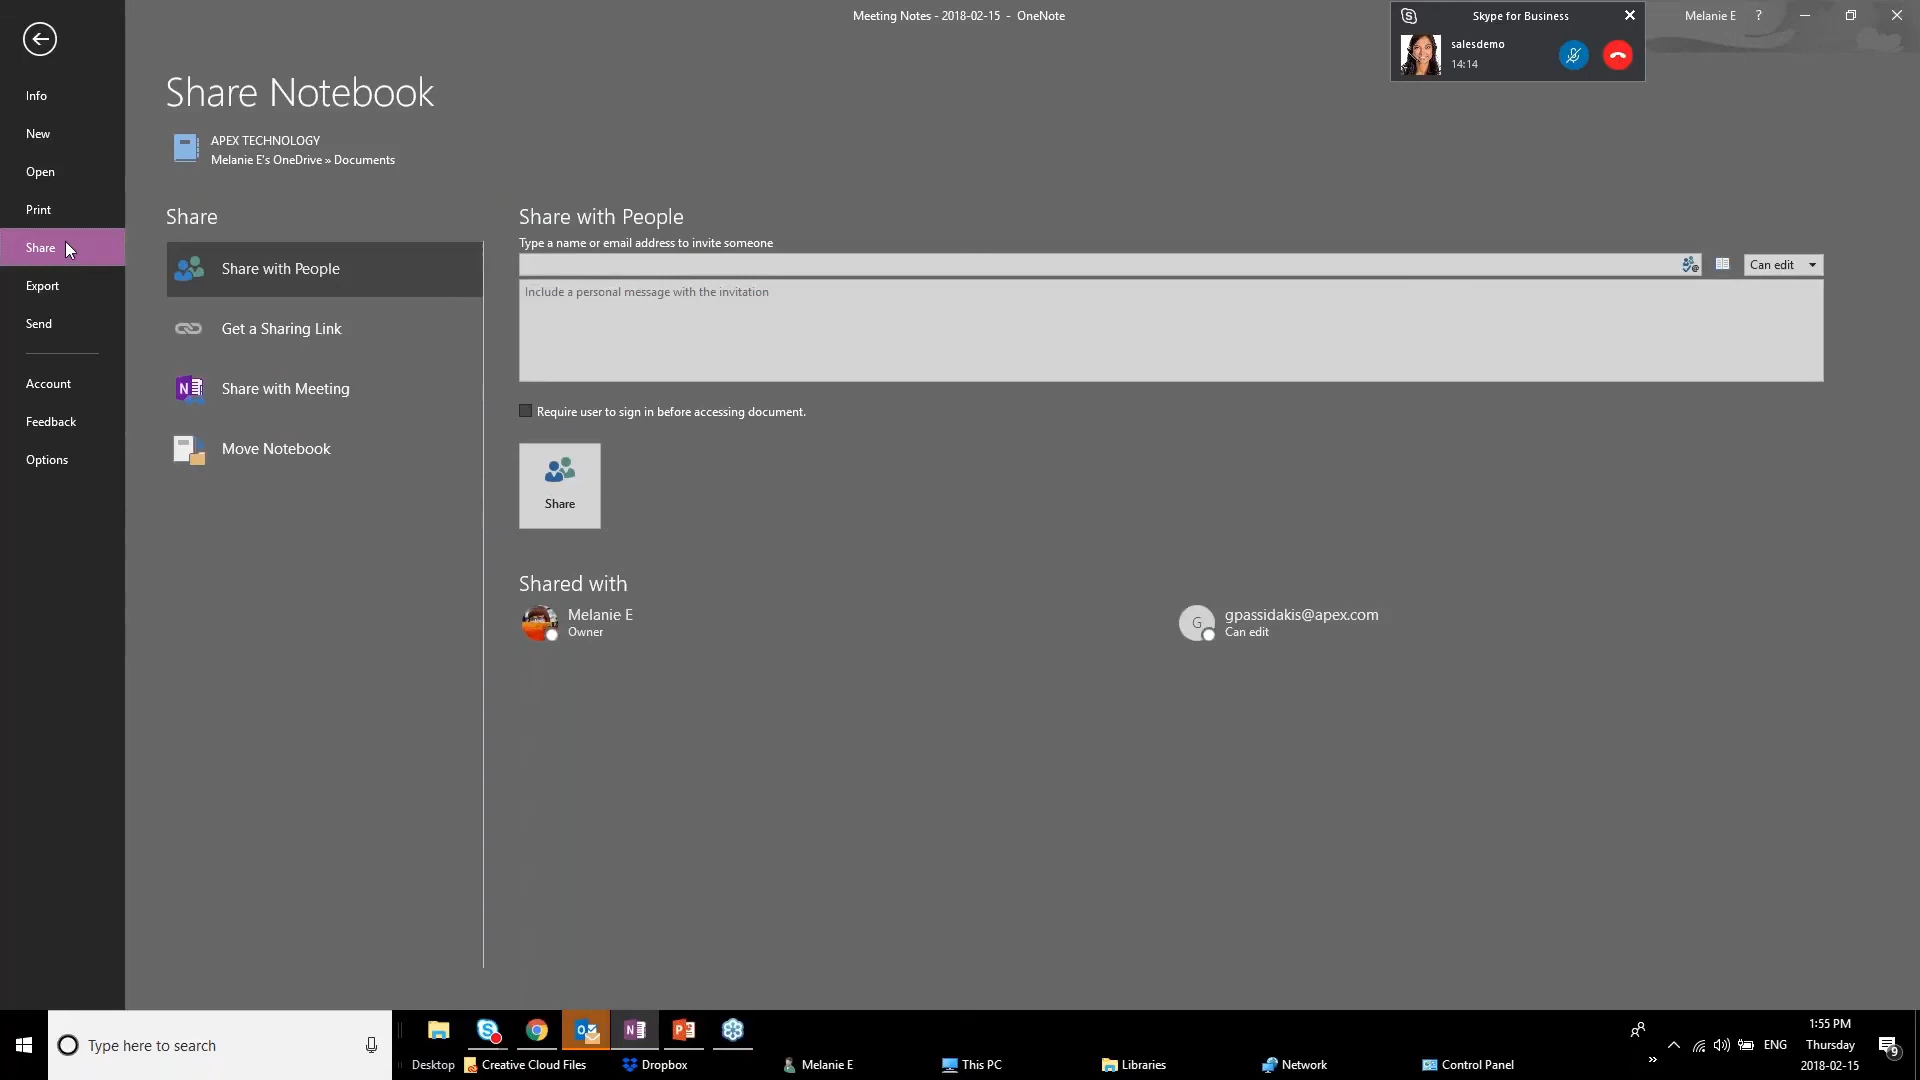 Meeting Notes - 2018-02-15 - OneNote
Skype for Business
Melanie E
?
salesdemo
14:14
Info
New
Open
Print
Share
Export
Send
Account
Feedback
Options
Share Notebook
APEX TECHNOLOGY
Melanie E's OneDrive » Documents
Share
Share with People
Get a Sharing Link
Share with Meeting
Move Notebook
Share with People
Type a name or email address to invite someone
Can edit
Include a personal message with the invitation
Require user to sign in before accessing document.
Share
Shared with
Melanie E
Owner
G
gpassidakis@apex.com
Can edit
Type here to search
Desktop
Creative Cloud Files
Dropbox
Melanie E
This PC
Libraries
Network
Control Panel
»
ENG
1:55 PM
Thursday
2018-02-15
9